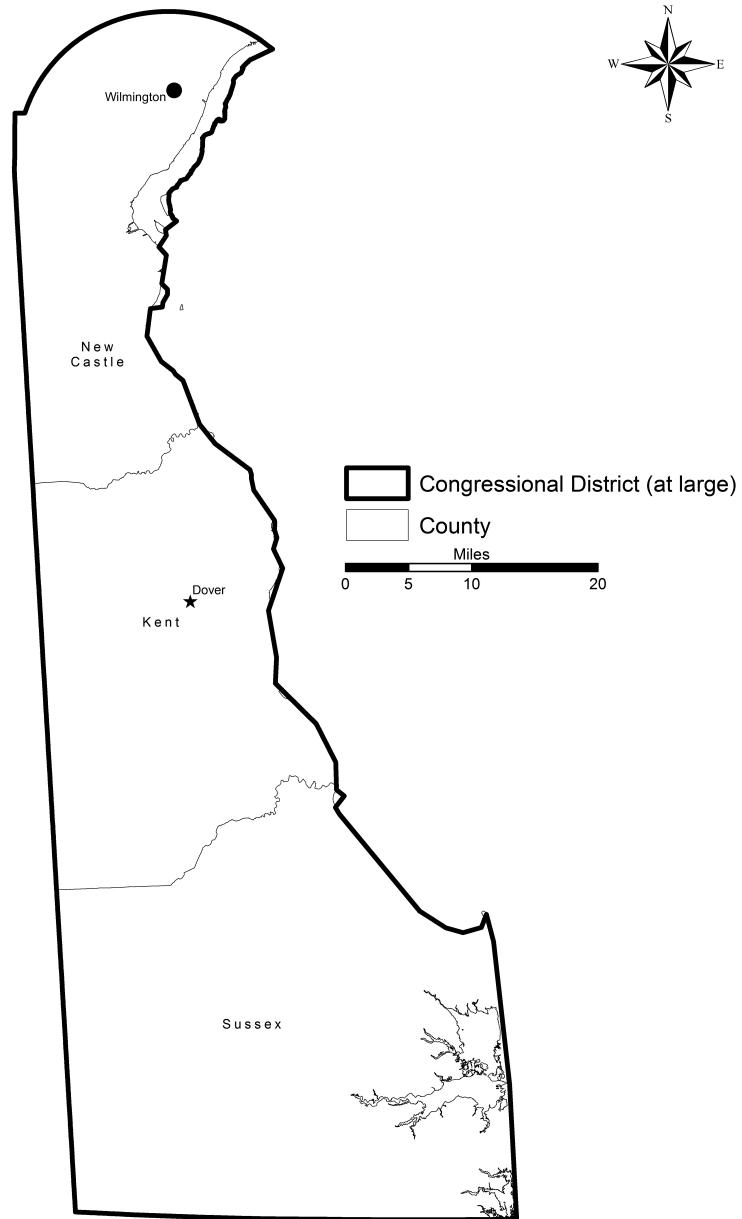 N
W E
S
Wilmington
New
Castle
Congressional District (at large)
County
Miles
0 5 10 20
Dover
Kent
Sussex